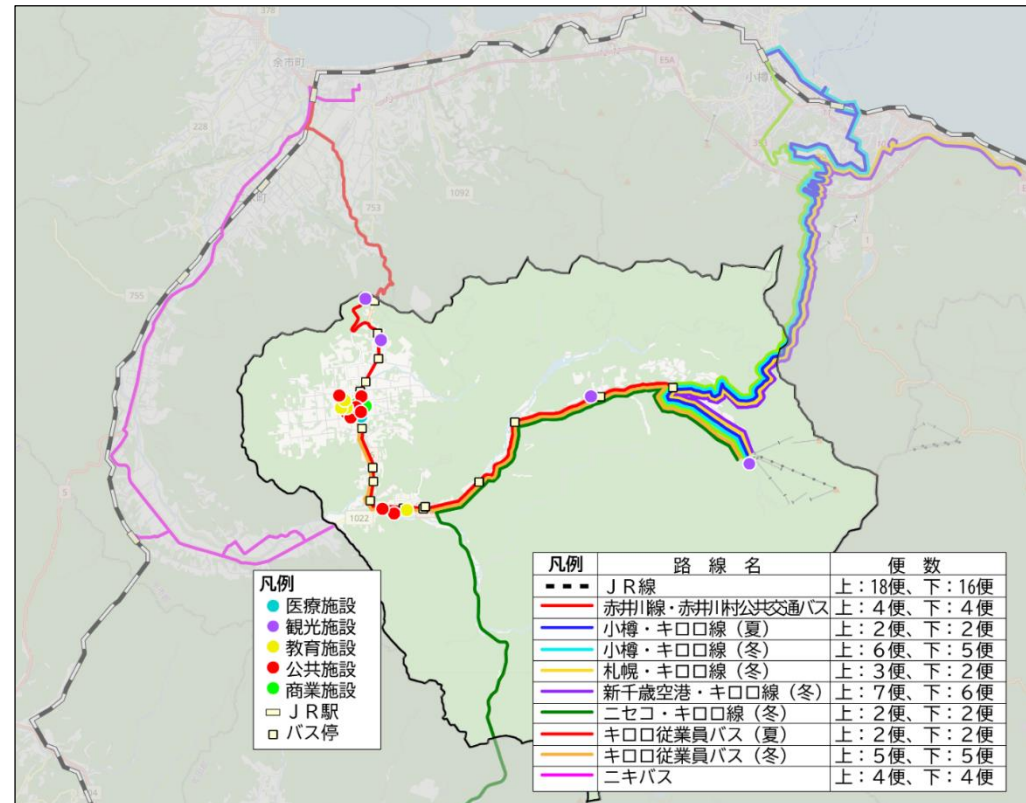 378
余市町
E5A
小樽
228
1092
753
755
1
5
1022
凡例
医療施設
観光施設
教育施設
公共施設
商業施設
JR駅
バス停
凡例 路線名 便数
JR線 上:18便、下:16便
赤井川線・赤井川村公共交通バス 上:4便、下:4便
小樽・キロロ線(夏) 上:2便、下:2便
小樽・キロロ線(冬) 上:6便、下:5便
札幌・キロロ線(冬) 上:3便、下:2便
新千歳空港・キロロ線(冬) 上:7便、下:6便
ニセコ・キロロ線(冬) 上:2便、下:2便
キロロ従業員バス(夏) 上:2便、下:2便
キロロ従業員バス(冬) 上:5便、下:5便
ニキバス 上:4便、下:4便